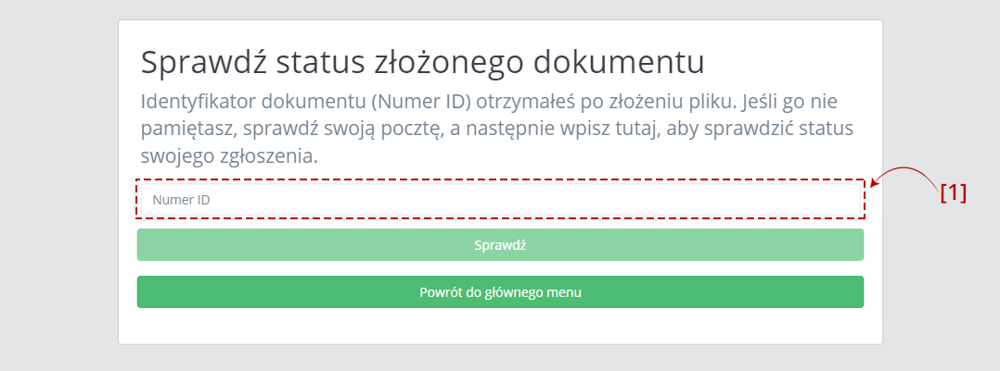 Sprawdź status złożonego dokumentu
Identyfikator dokumentu (Numer ID) otrzymałeś po złożeniu pliku. Jeśli go nie
pamiętasz, sprawdź swoją pocztę, a następnie wpisz tutaj, aby sprawdzić status
swojego zgłoszenia.
Numer ID
[1]
Sprawdź
Powrót do głównego menu